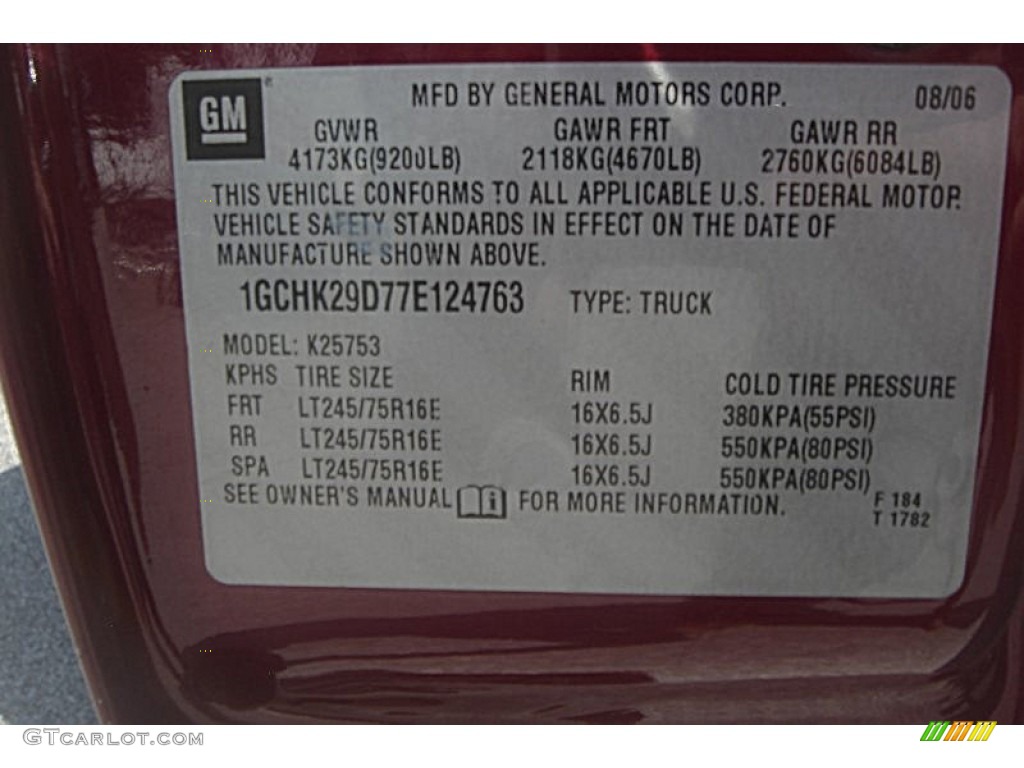 GM
MFD BY GENERAL MOTORS CORP. 08/06
GVWR GAWR FRT GAWR RR
4173KG(9200LB) 2118KG(4670LB) 2760KG(6084LB)
THIS VEHICLE CONFORMS TO ALL APPLICABLE U.S. FEDERAL MOTOR
VEHICLE SAFETY STANDARDS IN EFFECT ON THE DATE OF
MANUFACTURE SHOWN ABOVE.
1GCHK29D77E124763 TYPE: TRUCK
MODEL: K25753
KPHS TIRE SIZE RIM COLD TIRE PRESSURE
FRT LT245/75R16E 16X6.5J 380KPA(55PSI)
RR LT245/75R16E 16X6.5J 550KPA(80PSI)
SPA LT245/75R16E 16X6.5J 550KPA(80PSI)
SEE OWNER'S MANUAL FOR MORE INFORMATION.
F 184
T 1782
GTcarlot.com